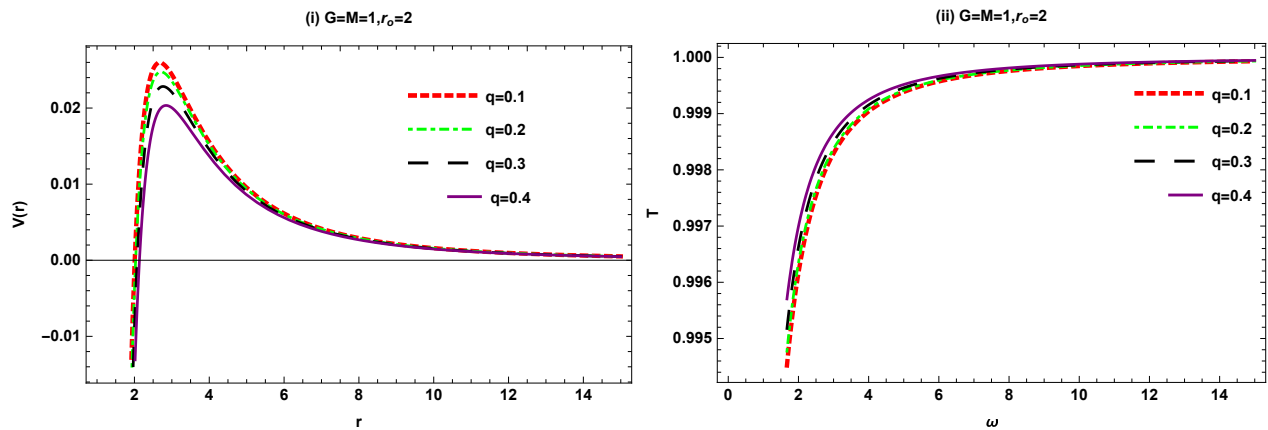 (i) G=M=1,rₒ=2
V(r)
0.02
0.01
0.00
−0.01
2 4 6 8 10 12 14
r
q=0.1
q=0.2
q=0.3
q=0.4
(ii) G=M=1,rₒ=2
T
1.000
0.999
0.998
0.997
0.996
0.995
0 2 4 6 8 10 12 14
ω
q=0.1
q=0.2
q=0.3
q=0.4